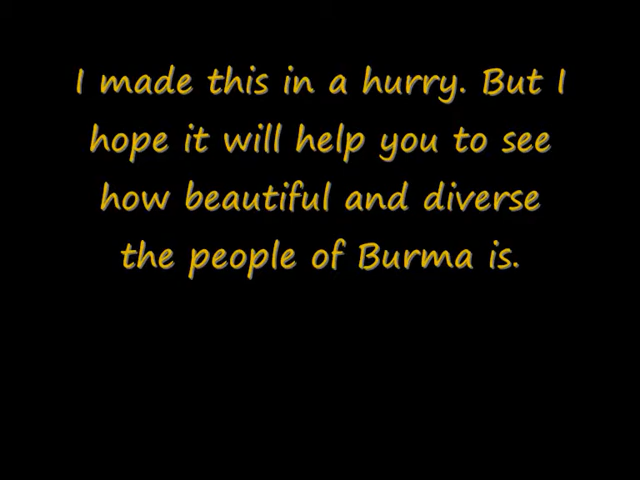 I made this in a hurry. But I
hope it will help you to see
how beautiful and diverse
the people of Burma is.